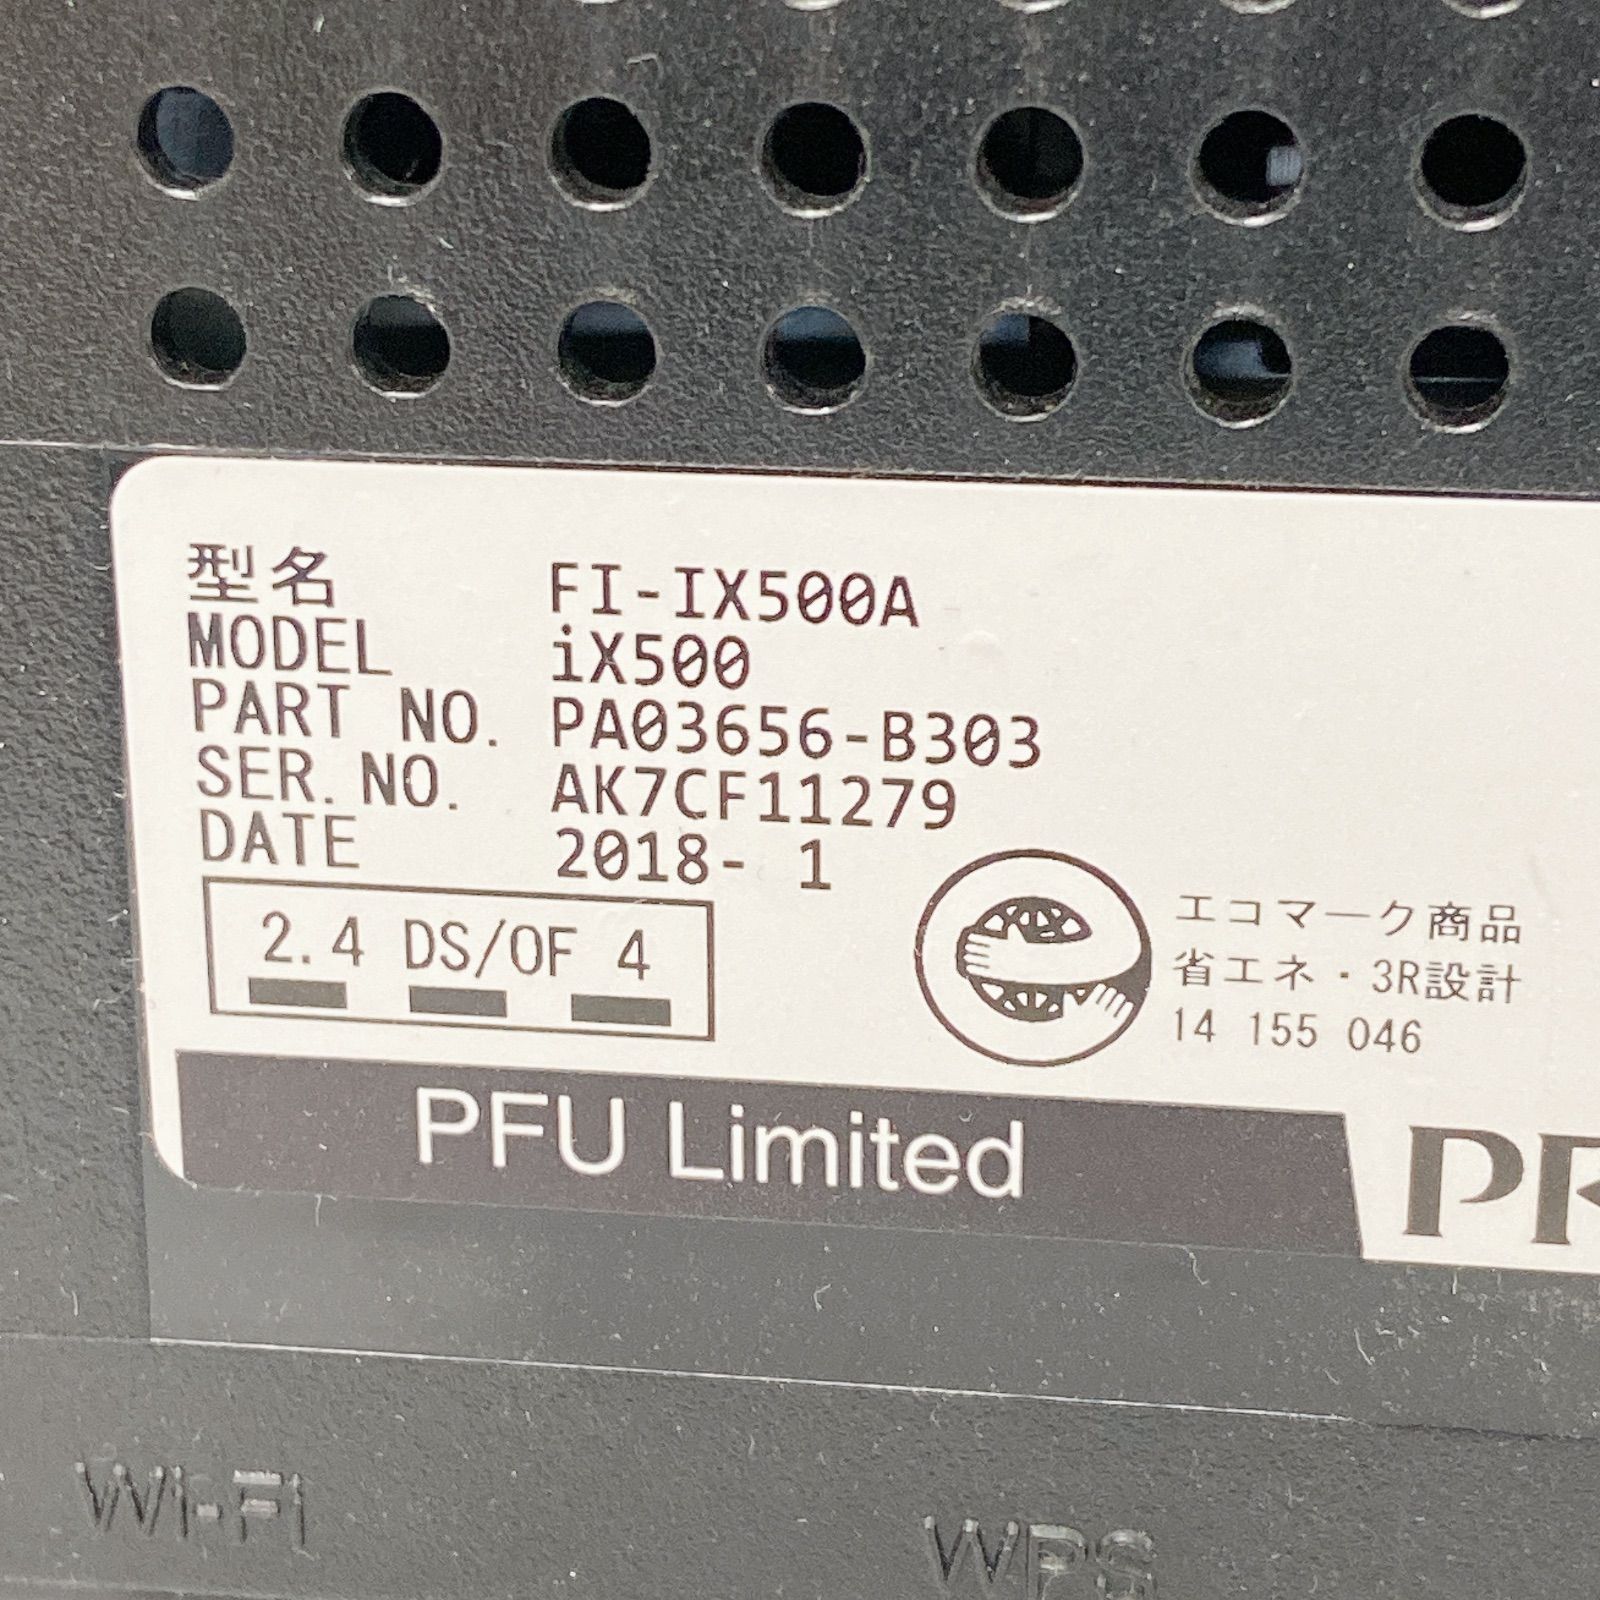 型名 FI-IX500A
MODEL iX500
PART NO. PA03656-B303
SER. NO. AK7CF11279
DATE 2018- 1
2.4 DS/OF 4
エコマーク商品
省エネ・3R設計
14 155 046
PFU Limited
PR
Wi-Fi
WPS